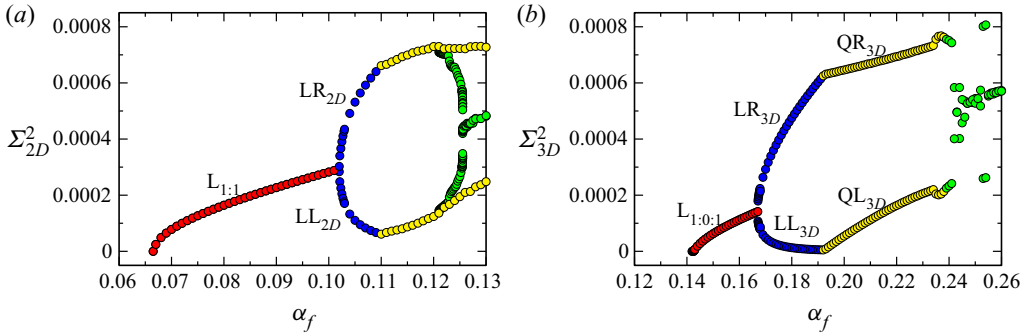 (a)
0.0008
0.0006
0.0004
0.0002
0
Σ²2D
LR2D
L1:1
LL2D
0.06 0.07 0.08 0.09 0.10 0.11 0.12 0.13
αf
(b)
0.0008
0.0006
0.0004
0.0002
0
Σ²3D
QR3D
LR3D
L1:0:1
LL3D
QL3D
0.12 0.14 0.16 0.18 0.20 0.22 0.24 0.26
αf